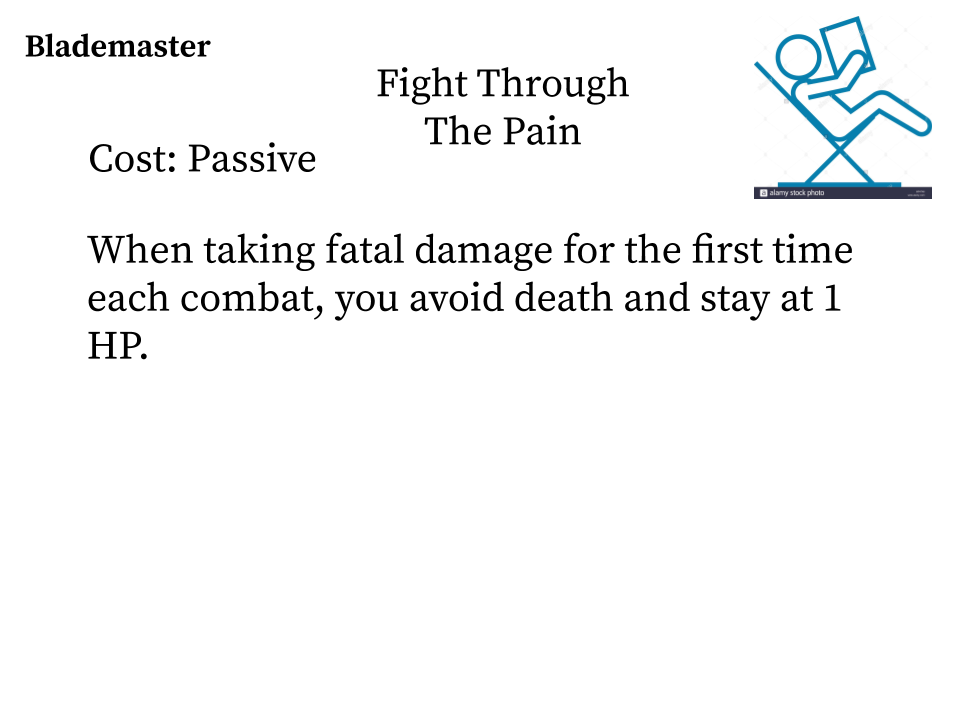 Blademaster
Fight Through
The Pain
Cost: Passive
When taking fatal damage for the first time
each combat, you avoid death and stay at 1
HP.
alamy stock photo